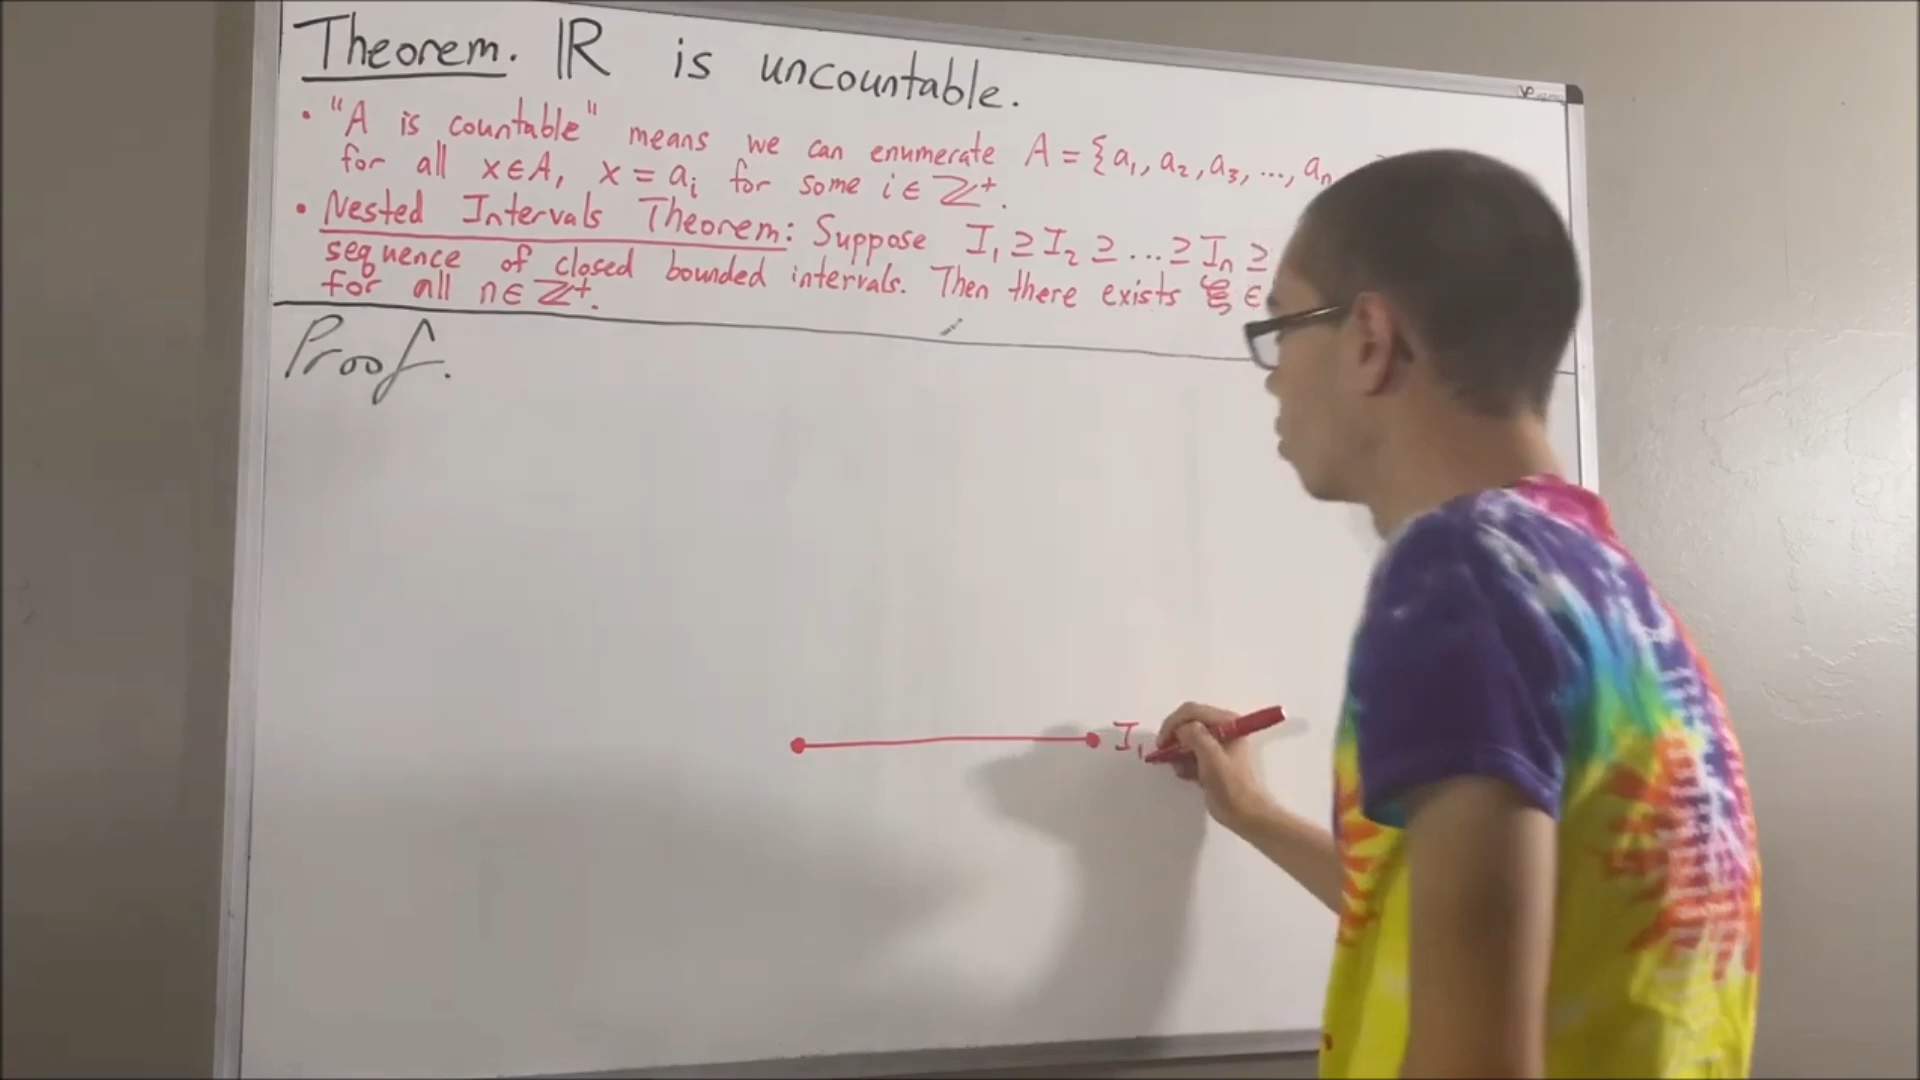 Theorem. ℝ is uncountable.
• "A is countable" means we can enumerate A = {a₁, a₂, a₃, ..., aₙ
for all x ∈ A, x = aᵢ for some i ∈ ℤ⁺.
• Nested Intervals Theorem: Suppose I₁ ⊇ I₂ ⊇ ... ⊇ Iₙ ⊇
sequence of closed bounded intervals. Then there exists ξ ∈
for all n ∈ ℤ⁺.
Proof.
I₁